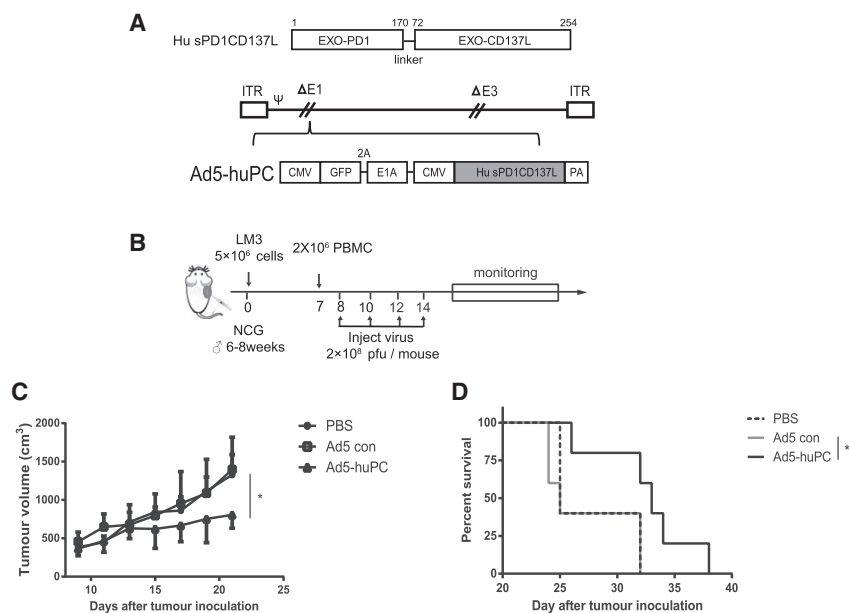 A
1 170 72 254
Hu sPD1CD137L EXO-PD1 EXO-CD137L
linker
ITR Ψ ΔE1 ΔE3 ITR
2A
Ad5-huPC CMV GFP E1A CMV Hu sPD1CD137L PA
B
LM3
5×10⁶ cells
2X10⁶ PBMC
monitoring
0 7 8 10 12 14
NCG
♂ 6-8weeks
Inject virus
2×10⁸ pfu / mouse
C
Tumour volume (cm³)
2000
1500
1000
500
0
10 15 20 25
Days after tumour inoculation
PBS
Ad5 con
Ad5-huPC
*
D
Percent survival
100
75
50
25
0
20 25 30 35 40
Day after tumour inoculation
PBS
Ad5 con
Ad5-huPC
*